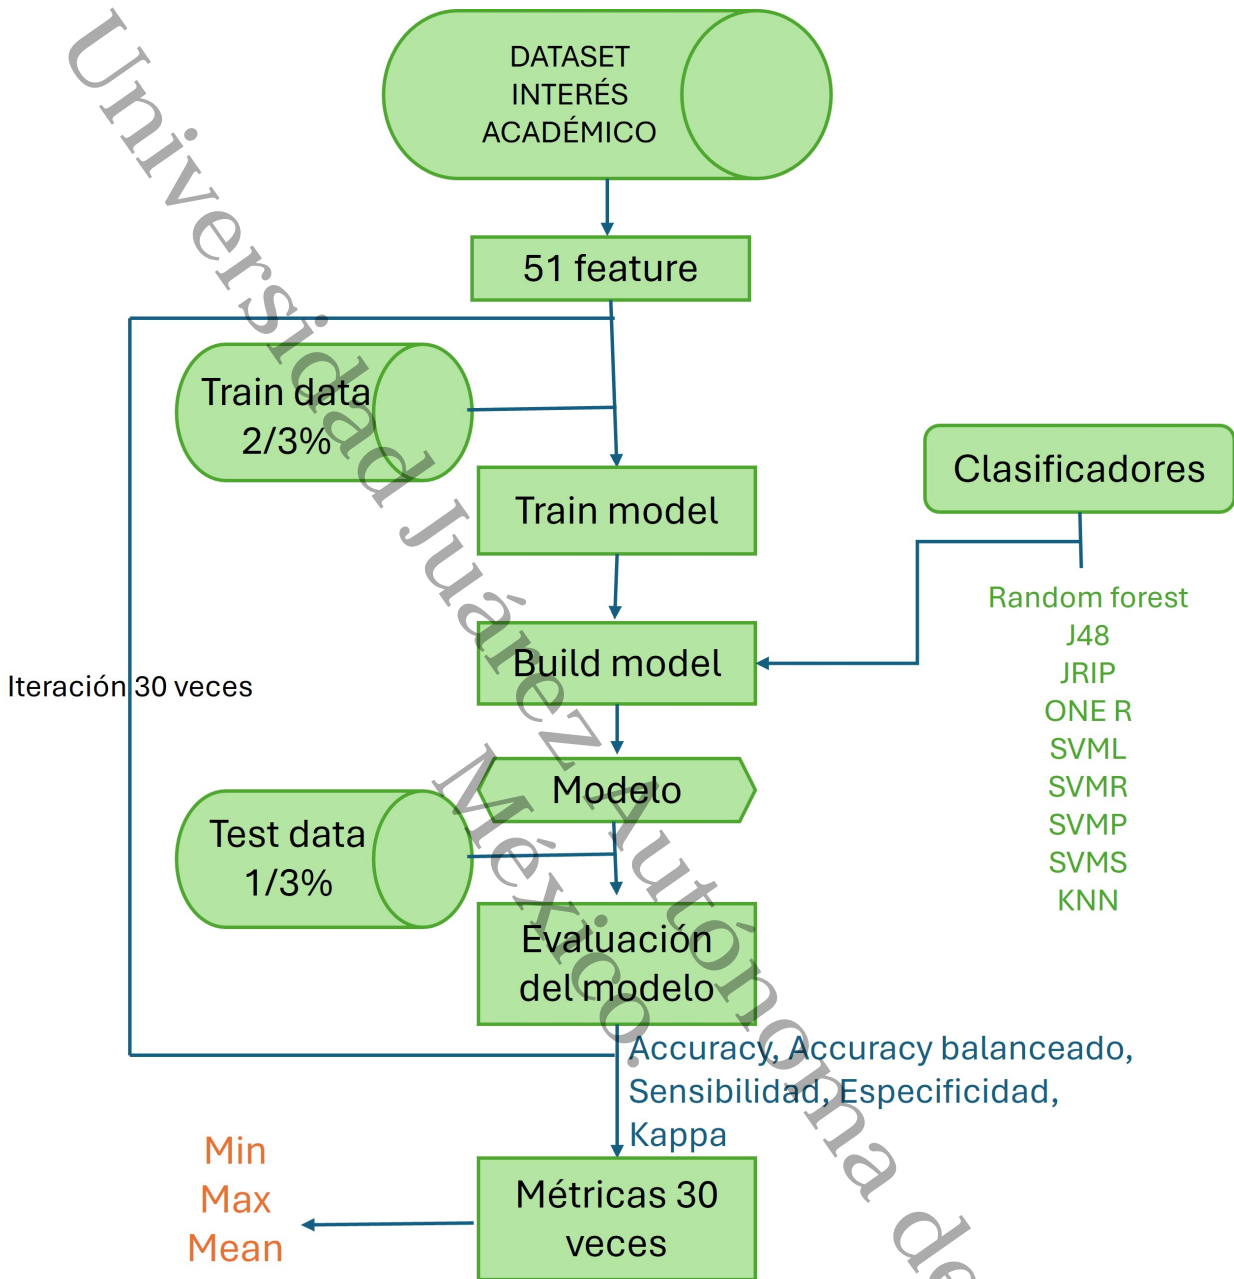 DATASET
INTERÉS
ACADÉMICO
51 feature
Train data
2/3%
Train model
Clasificadores
Random forest
J48
JRIP
ONE R
SVML
SVMR
SVMP
SVMS
KNN
Build model
Iteración 30 veces
Modelo
Test data
1/3%
Evaluación
del modelo
Accuracy, Accuracy balanceado,
Sensibilidad, Especificidad,
Kappa
Métricas 30
veces
Min
Max
Mean
Universidad Juárez Autónoma de
México.